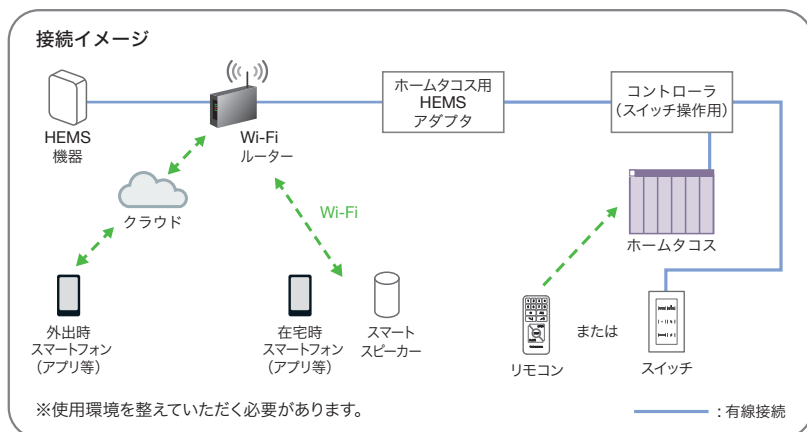 接続イメージ
HEMS
機器
Wi-Fi
ルーター
ホームタコス用
HEMS
アダプタ
コントローラ
（スイッチ操作用）
クラウド
Wi-Fi
ホームタコス
外出時
スマートフォン
（アプリ等）
在宅時
スマートフォン
（アプリ等）
スマート
スピーカー
リモコン
または
スイッチ
※使用環境を整えていただく必要があります。
：有線接続